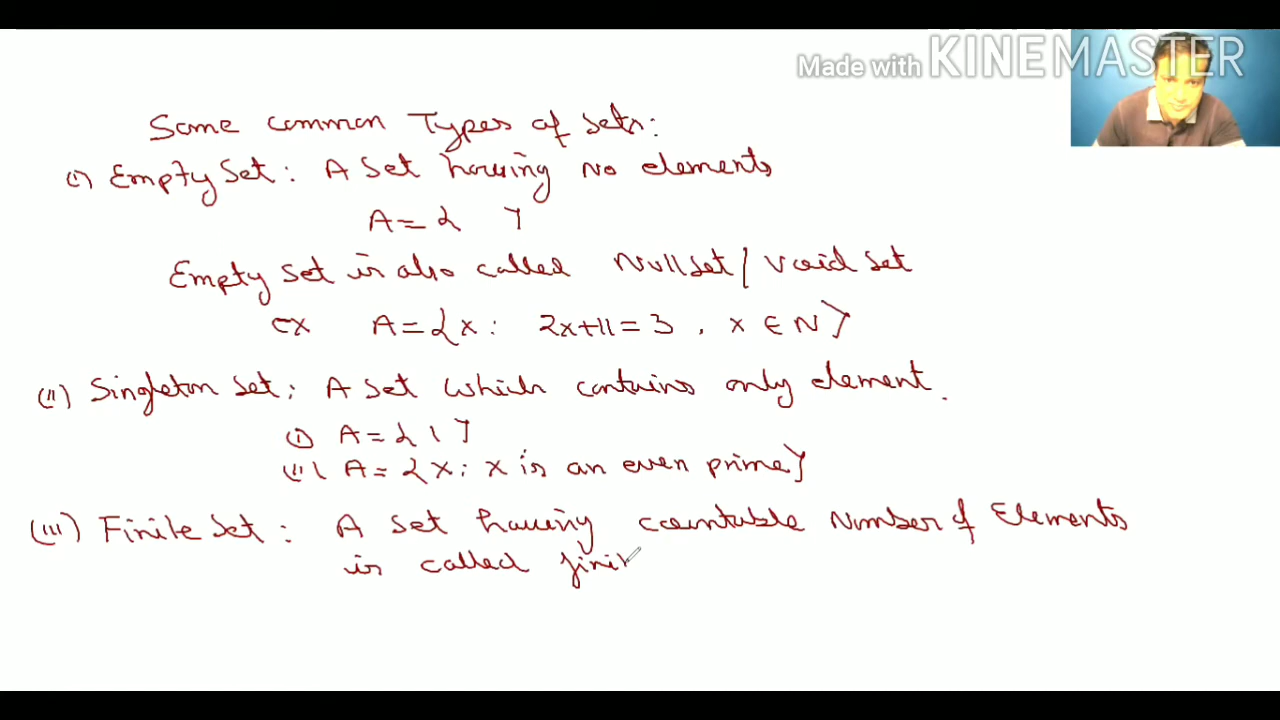 Made with KINEMASTER
Some common Types of sets:
(i) Empty Set: A Set having No elements
A = { }
Empty set is also called Null set / Void set
ex A = {x: 2x+11 = 3, x ∈ N}
(ii) Singleton Set: A Set which contains only element.
(i) A = {1}
(ii) A = {x: x is an even prime}
(iii) Finite Set: A set having countable Number of Elements
is called finit